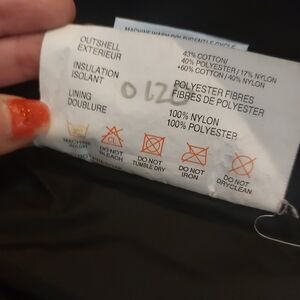 OUTSHELL 43% COTTON/
EXTERIEUR 40% POLYESTER / 17% NYLON
+60% COTTON / 40% NYLON
INSULATION POLYESTER FIBRES
ISOLANT FIBRES DE POLYESTER
0120
LINING 100% NYLON
DOUBLURE 100% POLYESTER
DO NOT BLEACH
DO NOT TUMBLE DRY
DO NOT IRON
DO NOT DRYCLEAN